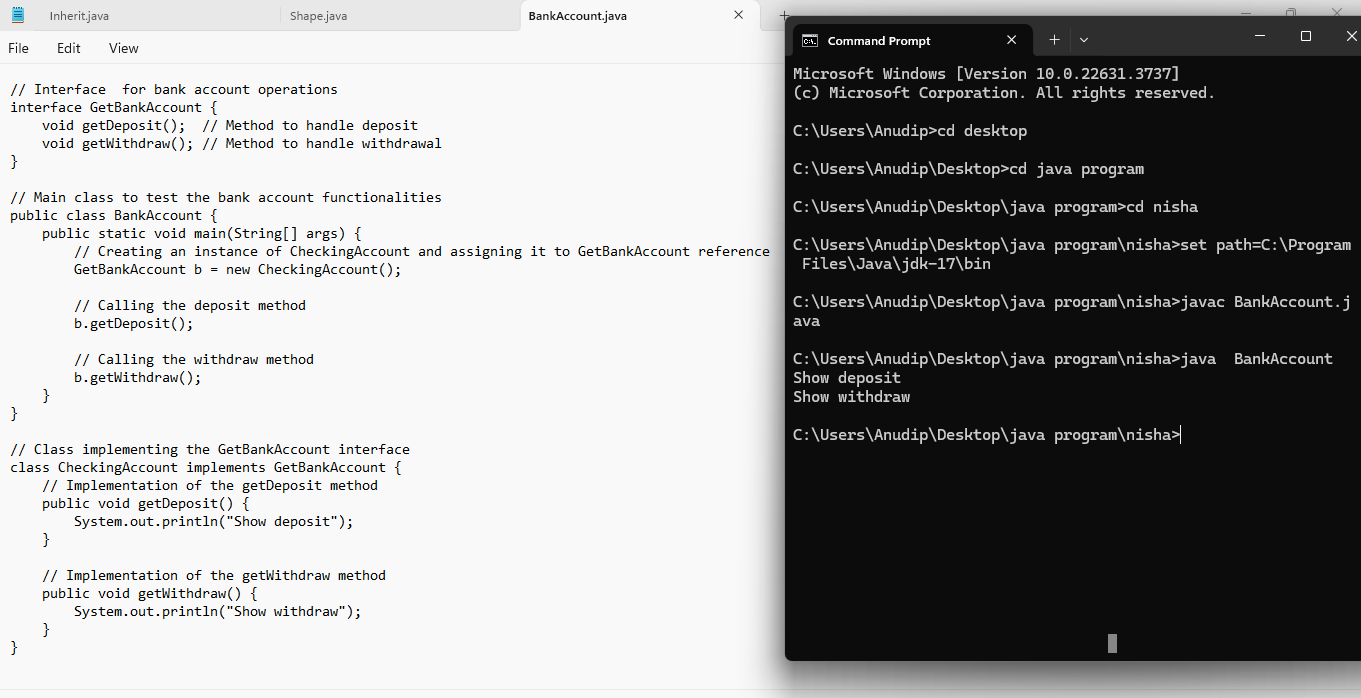 Inherit.java
Shape.java
BankAccount.java
File Edit View
// Interface  for bank account operations
interface GetBankAccount {
    void getDeposit();  // Method to handle deposit
    void getWithdraw(); // Method to handle withdrawal
}
// Main class to test the bank account functionalities
public class BankAccount {
    public static void main(String[] args) {
        // Creating an instance of CheckingAccount and assigning it to GetBankAccount reference
        GetBankAccount b = new CheckingAccount();
        // Calling the deposit method
        b.getDeposit();
        // Calling the withdraw method
        b.getWithdraw();
    }
}
// Class implementing the GetBankAccount interface
class CheckingAccount implements GetBankAccount {
    // Implementation of the getDeposit method
    public void getDeposit() {
        System.out.println("Show deposit");
    }
    // Implementation of the getWithdraw method
    public void getWithdraw() {
        System.out.println("Show withdraw");
    }
}
Command Prompt
Microsoft Windows [Version 10.0.22631.3737]
(c) Microsoft Corporation. All rights reserved.
C:\Users\Anudip>cd desktop
C:\Users\Anudip\Desktop>cd java program
C:\Users\Anudip\Desktop\java program>cd nisha
C:\Users\Anudip\Desktop\java program\nisha>set path=C:\Program
 Files\Java\jdk-17\bin
C:\Users\Anudip\Desktop\java program\nisha>javac BankAccount.j
ava
C:\Users\Anudip\Desktop\java program\nisha>java  BankAccount
Show deposit
Show withdraw
C:\Users\Anudip\Desktop\java program\nisha>